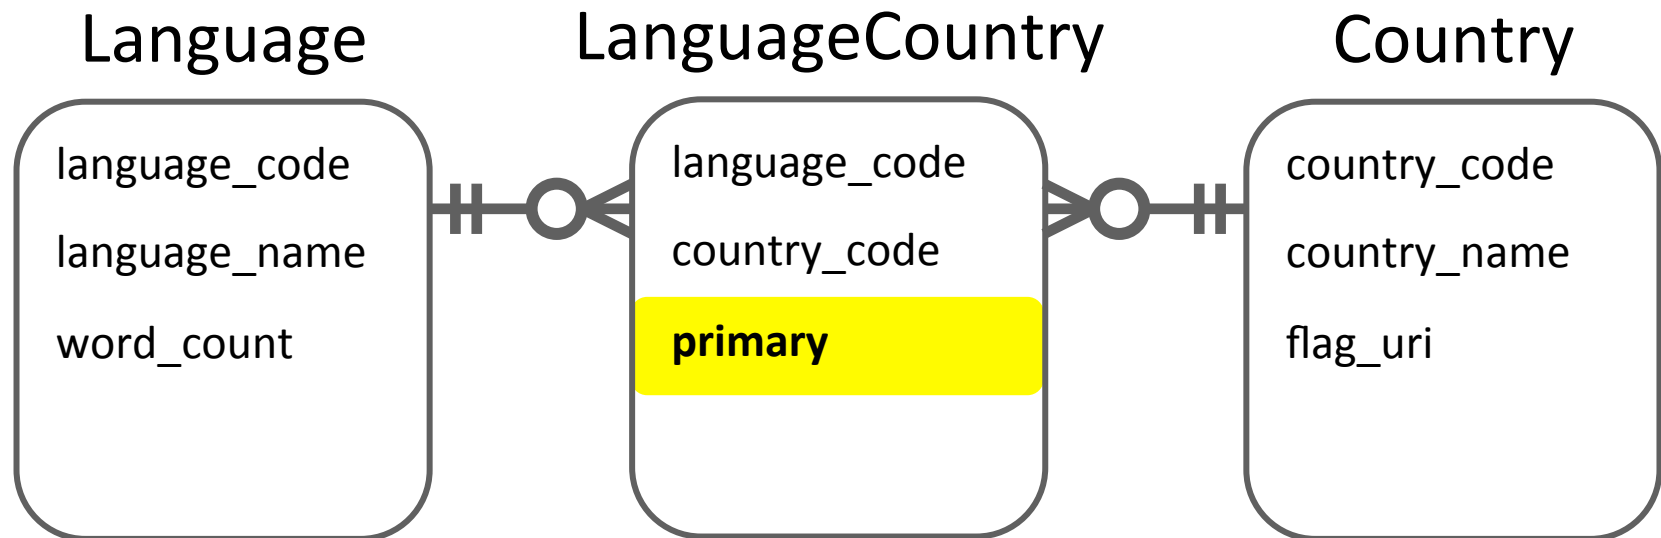 Language
LanguageCountry
Country
language_code
language_name
word_count
language_code
country_code
primary
country_code
country_name
flag_uri